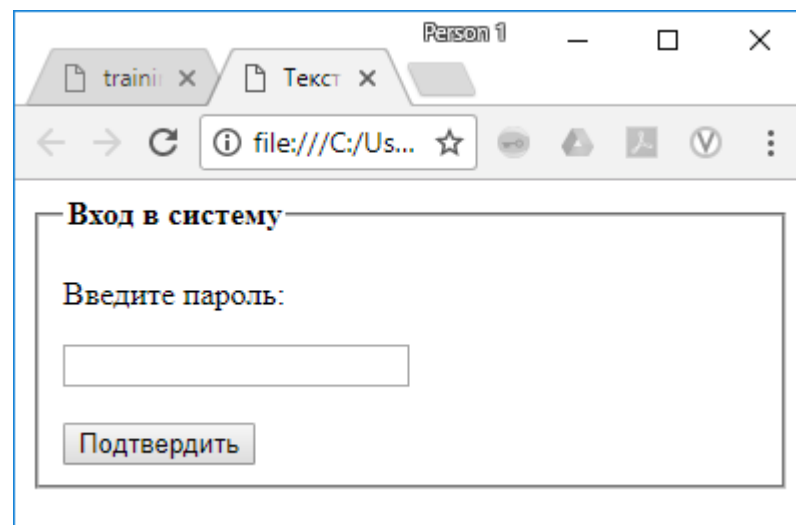 Person 1
traini
Текст
file:///C:/Us...
Вход в систему
Введите пароль:
Подтвердить